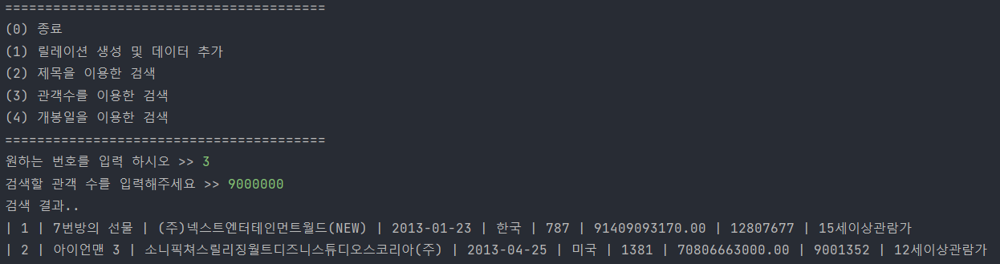 ========================================
(0) 종료
(1) 릴레이션 생성 및 데이터 추가
(2) 제목을 이용한 검색
(3) 관객수를 이용한 검색
(4) 개봉일을 이용한 검색
========================================
원하는 번호를 입력 하시오 >> 3
검색할 관객 수를 입력해주세요 >> 9000000
검색 결과..
| 1 | 7번방의 선물 | (주)넥스트엔터테인먼트월드(NEW) | 2013-01-23 | 한국 | 787 | 91409093170.00 | 12807677 | 15세이상관람가
| 2 | 아이언맨 3 | 소니픽쳐스릴리징월트디즈니스튜디오스코리아(주) | 2013-04-25 | 미국 | 1381 | 70806663000.00 | 9001352 | 12세이상관람가